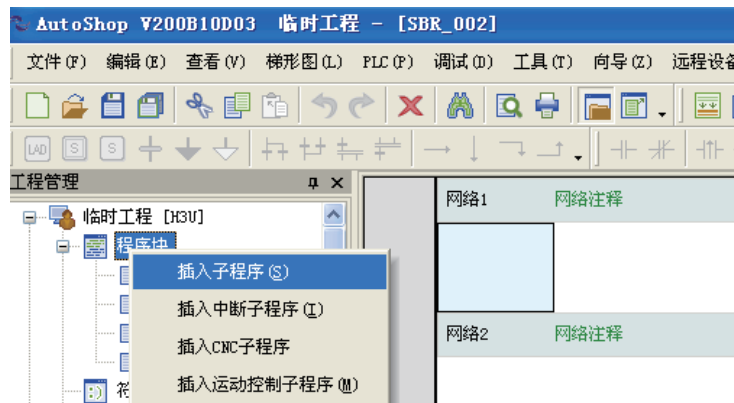 AutoShop V200B10D03 临时工程 - [SBR_002]
文件(F) 编辑(E) 查看(V) 梯形图(L) PLC(P) 调试(D) 工具(T) 向导(Z) 远程设备
LAD S S
工程管理
网络1 网络注释
临时工程 [H3U]
程序块
插入子程序(S)
插入中断子程序(I)
网络2 网络注释
插入CNC子程序
插入运动控制子程序(M)
符